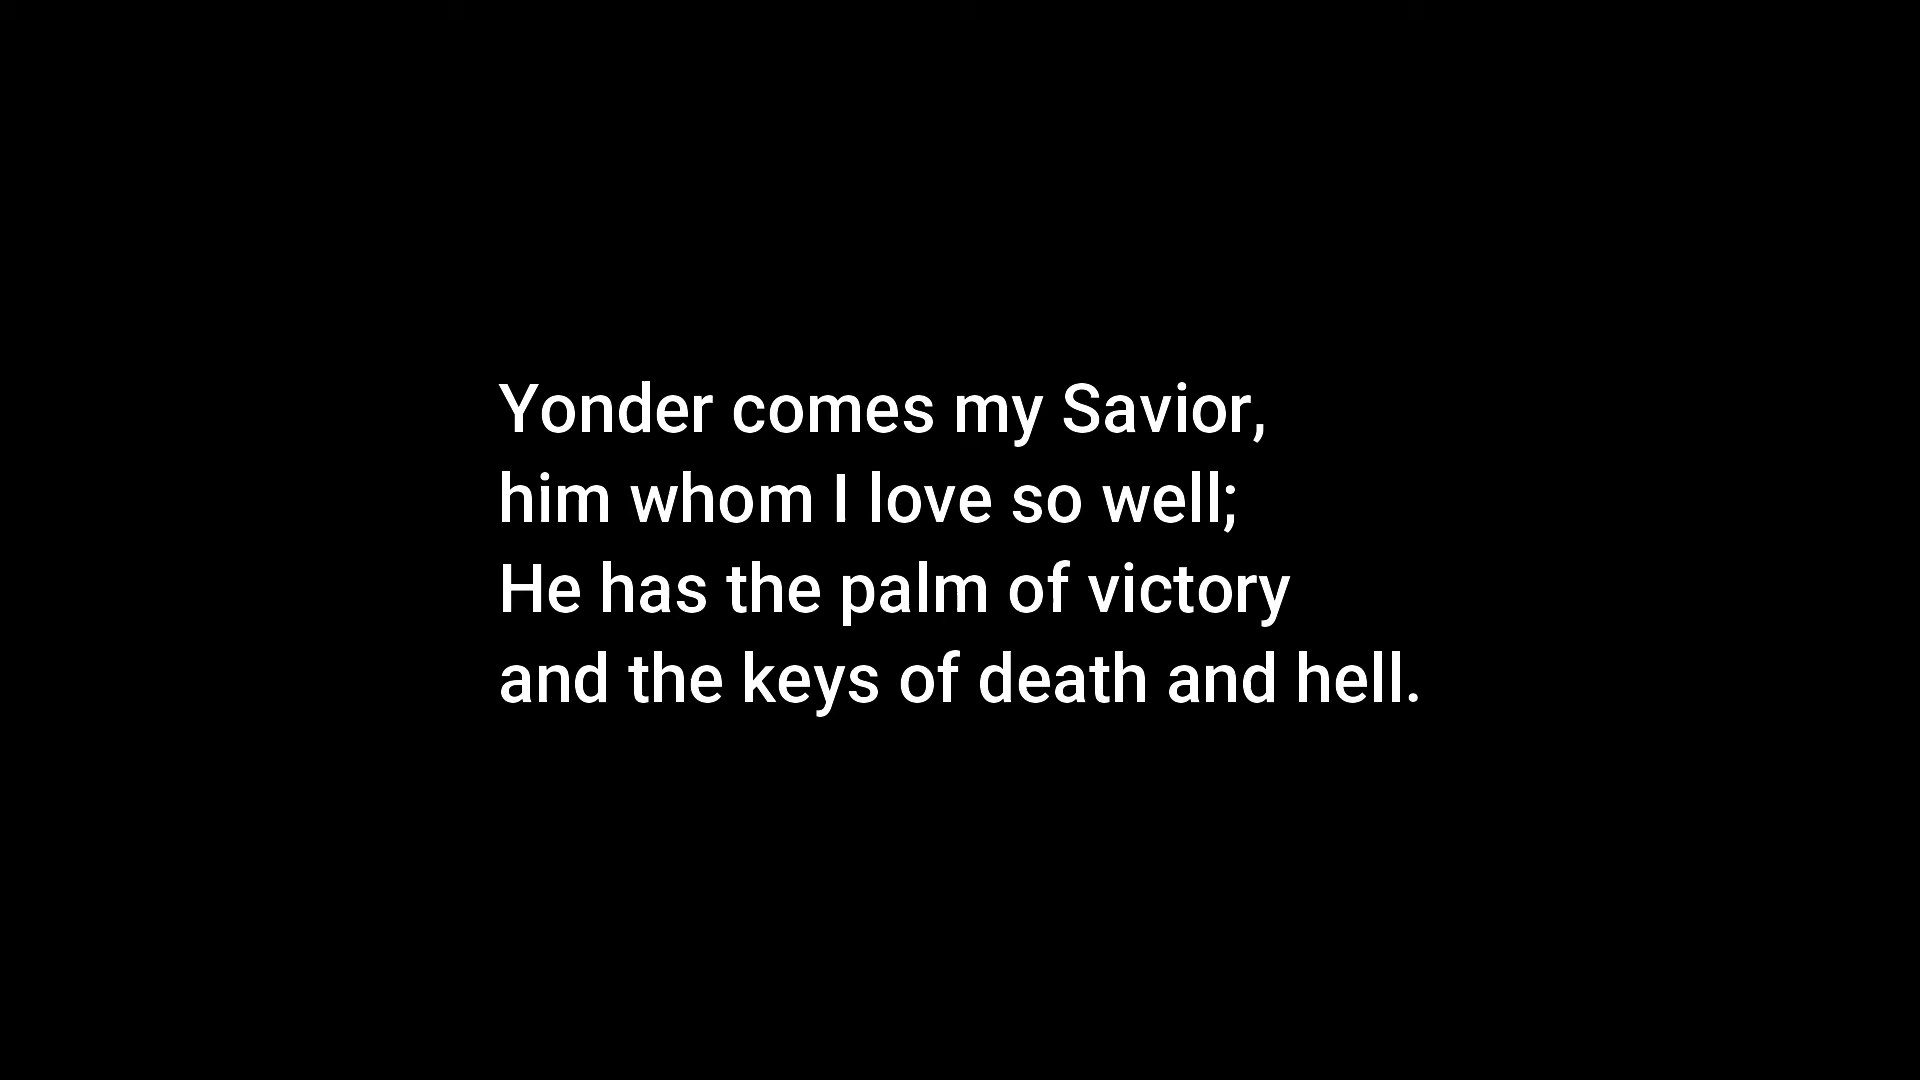 Yonder comes my Savior,
him whom I love so well;
He has the palm of victory
and the keys of death and hell.